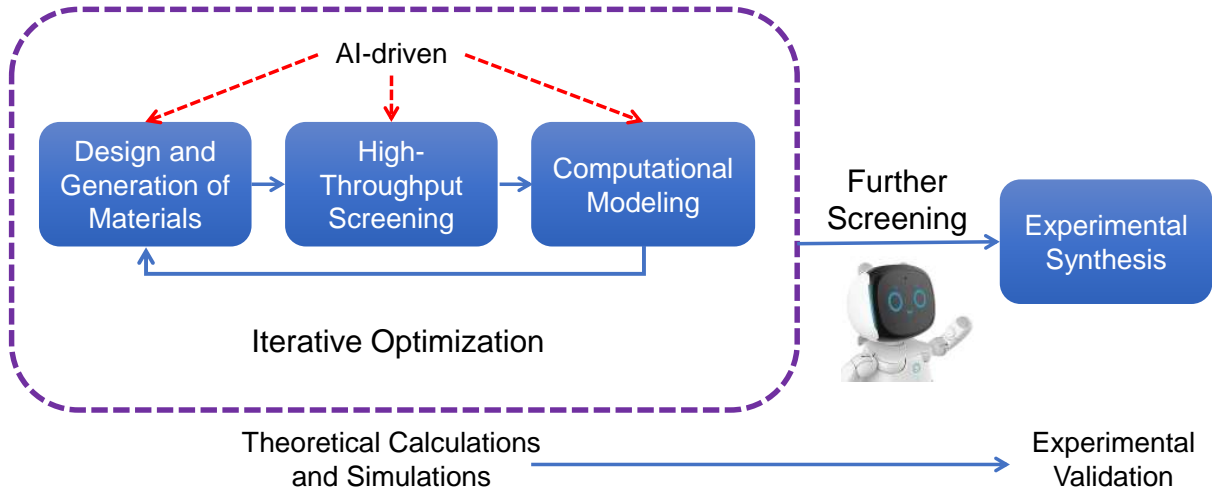 AI-driven
Design and
Generation of
Materials
High-
Throughput
Screening
Computational
Modeling
Further
Screening
Experimental
Synthesis
Iterative Optimization
Theoretical Calculations
and Simulations
Experimental
Validation